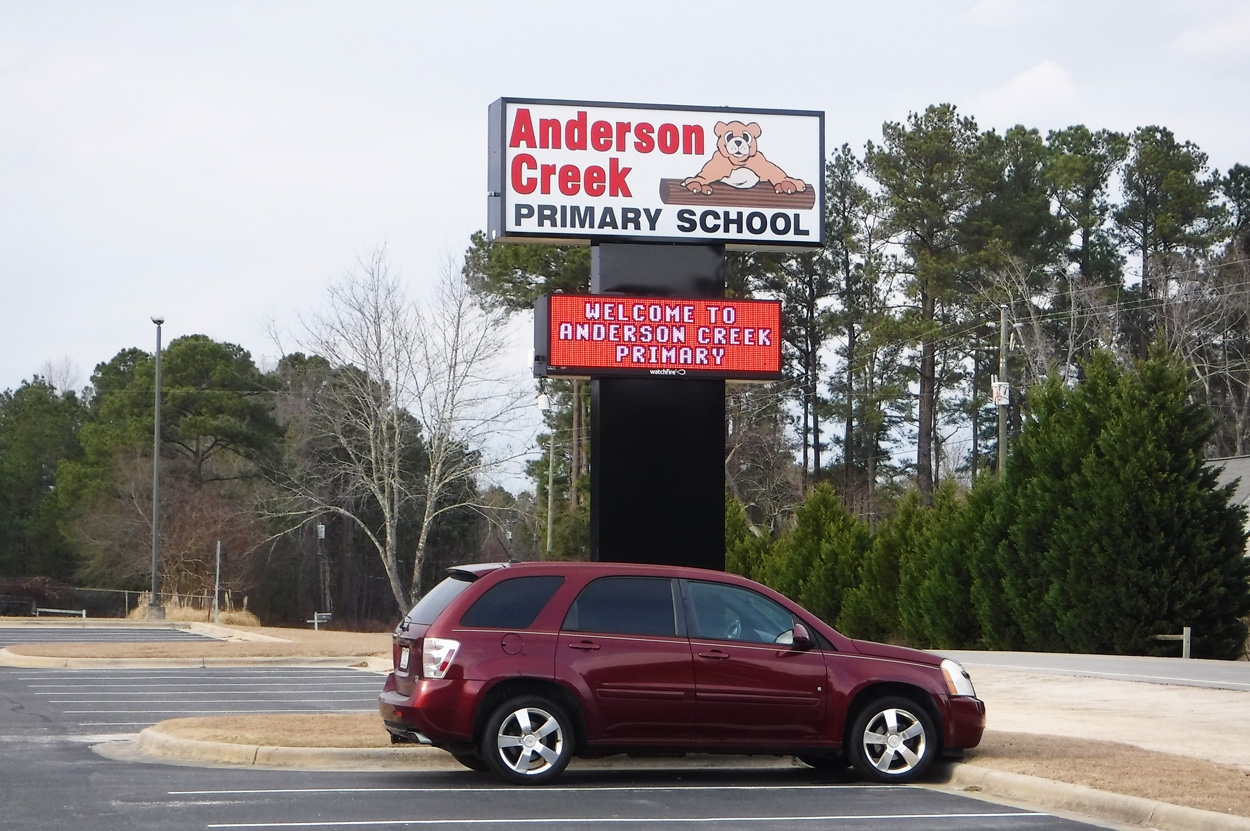 Anderson
Creek
PRIMARY SCHOOL
WELCOME TO
ANDERSON CREEK
PRIMARY
watchfire